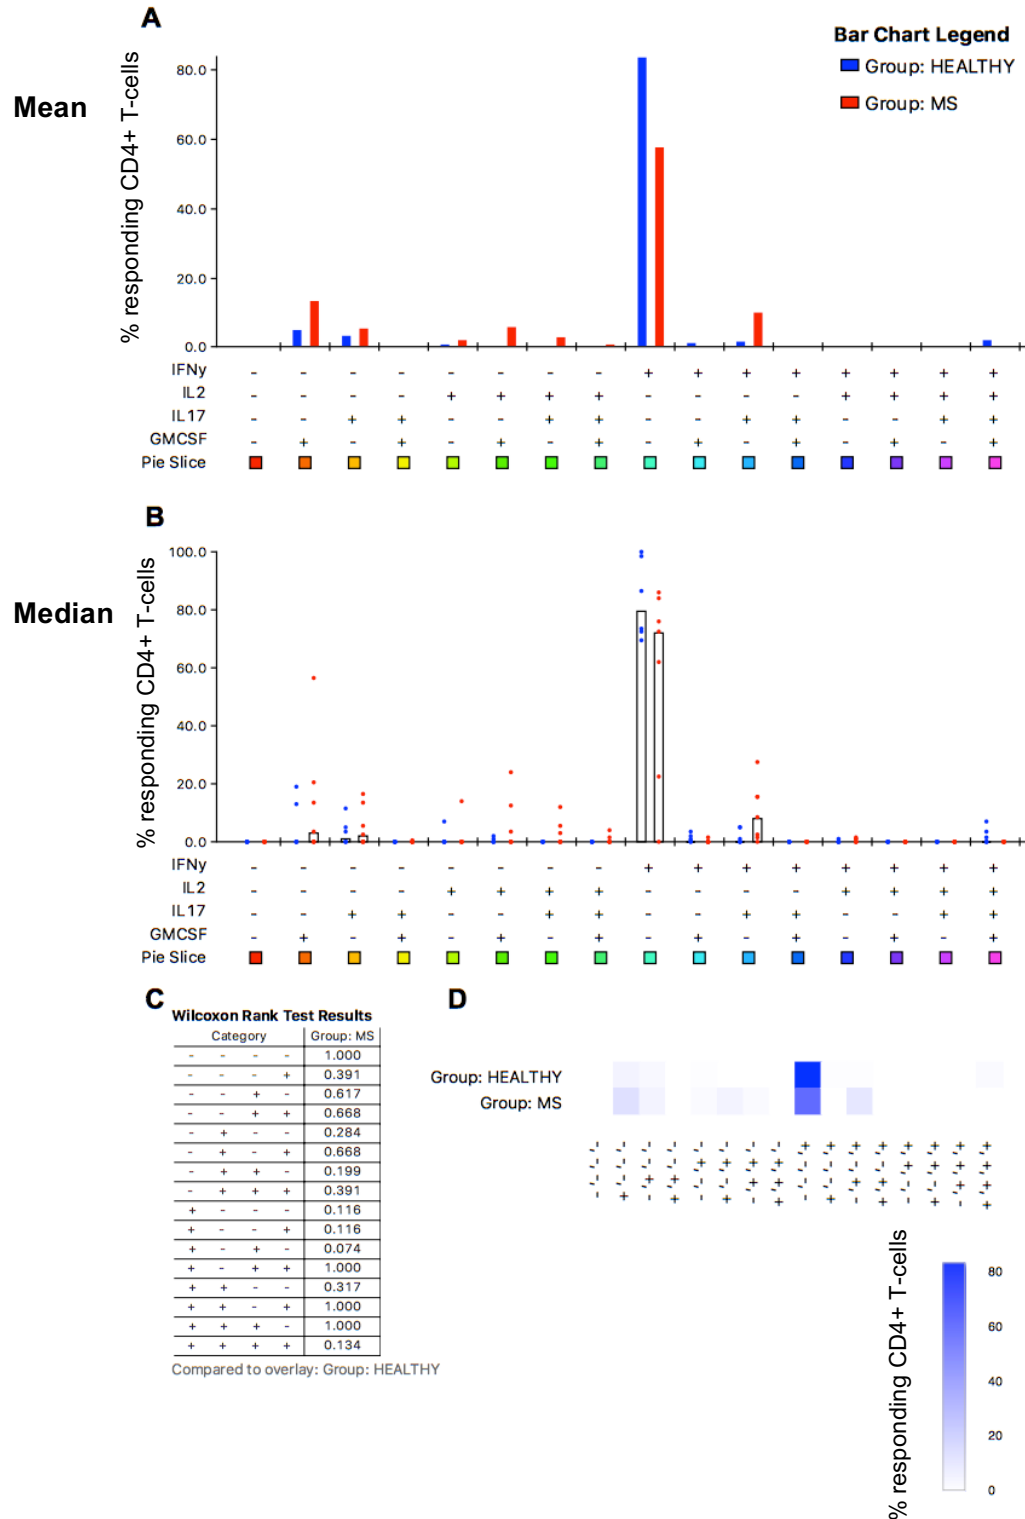 A
Bar Chart Legend
Group: HEALTHY
Group: MS
Mean
% responding CD4+ T-cells
80.0
60.0
40.0
20.0
0.0
IFNy - - - - - - - - + + + + + + + +
IL2 - - - - + + + + - - - - + + + +
IL17 - - + + - - + + - - + + - - + +
GMCSF - + - + - + - + - + - + - + - +
Pie Slice
B
Median
% responding CD4+ T-cells
100.0
80.0
60.0
40.0
20.0
0.0
IFNy - - - - - - - - + + + + + + + +
IL2 - - - - + + + + - - - - + + + +
IL17 - - + + - - + + - - + + - - + +
GMCSF - + - + - + - + - + - + - + - +
Pie Slice
C
Wilcoxon Rank Test Results
Category Group: MS
- - - - 1.000
- - - + 0.391
- - + - 0.617
- - + + 0.668
- + - - 0.284
- + - + 0.668
- + + - 0.199
- + + + 0.391
+ - - - 0.116
+ - - + 0.116
+ - + - 0.074
+ - + + 1.000
+ + - - 0.317
+ + - + 1.000
+ + + - 1.000
+ + + + 0.134
Compared to overlay: Group: HEALTHY
D
Group: HEALTHY
Group: MS
-,-,-,-
-,-,-,+
-,-,+,-
-,-,+,+
-,+,-,-
-,+,-,+
-,+,+,-
-,+,+,+
+,-,-,-
+,-,-,+
+,-,+,-
+,-,+,+
+,+,-,-
+,+,-,+
+,+,+,-
+,+,+,+
% responding CD4+ T-cells
80
60
40
20
0